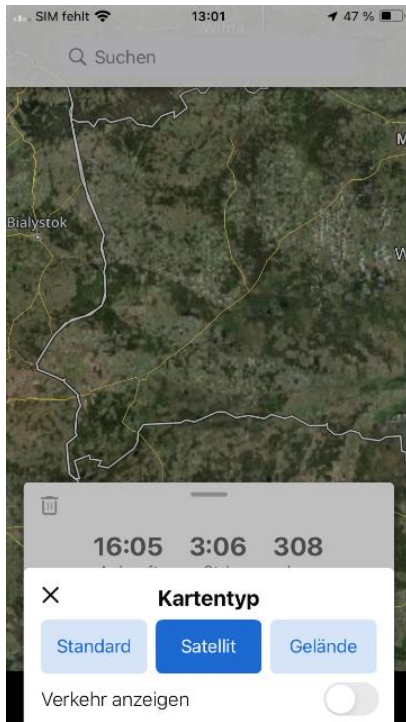 SIM fehlt 13:01 47 %
Suchen
Bialystok
16:05 3:06 308
Kartentyp
Standard Satellit Gelände
Verkehr anzeigen